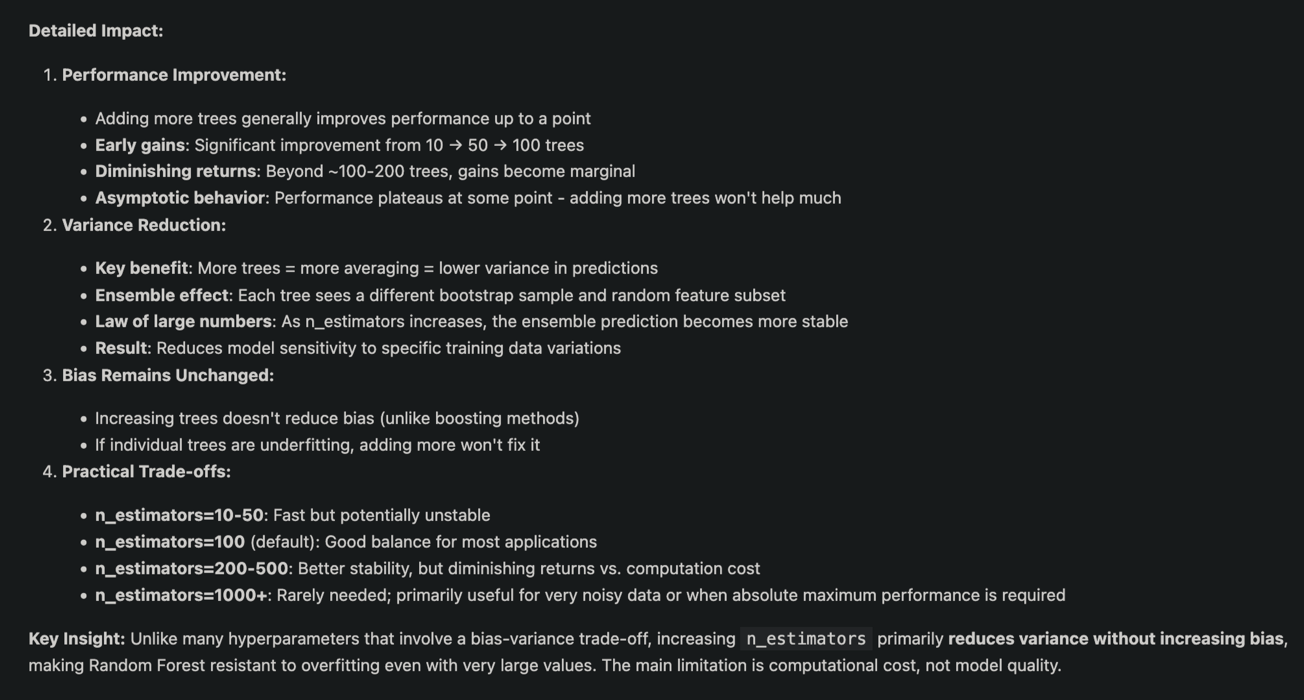 Detailed Impact:
1. Performance Improvement:
• Adding more trees generally improves performance up to a point
• Early gains: Significant improvement from 10 → 50 → 100 trees
• Diminishing returns: Beyond ~100-200 trees, gains become marginal
• Asymptotic behavior: Performance plateaus at some point - adding more trees won't help much
2. Variance Reduction:
• Key benefit: More trees = more averaging = lower variance in predictions
• Ensemble effect: Each tree sees a different bootstrap sample and random feature subset
• Law of large numbers: As n_estimators increases, the ensemble prediction becomes more stable
• Result: Reduces model sensitivity to specific training data variations
3. Bias Remains Unchanged:
• Increasing trees doesn't reduce bias (unlike boosting methods)
• If individual trees are underfitting, adding more won't fix it
4. Practical Trade-offs:
• n_estimators=10-50: Fast but potentially unstable
• n_estimators=100 (default): Good balance for most applications
• n_estimators=200-500: Better stability, but diminishing returns vs. computation cost
• n_estimators=1000+: Rarely needed; primarily useful for very noisy data or when absolute maximum performance is required
Key Insight: Unlike many hyperparameters that involve a bias-variance trade-off, increasing n_estimators primarily reduces variance without increasing bias,
making Random Forest resistant to overfitting even with very large values. The main limitation is computational cost, not model quality.